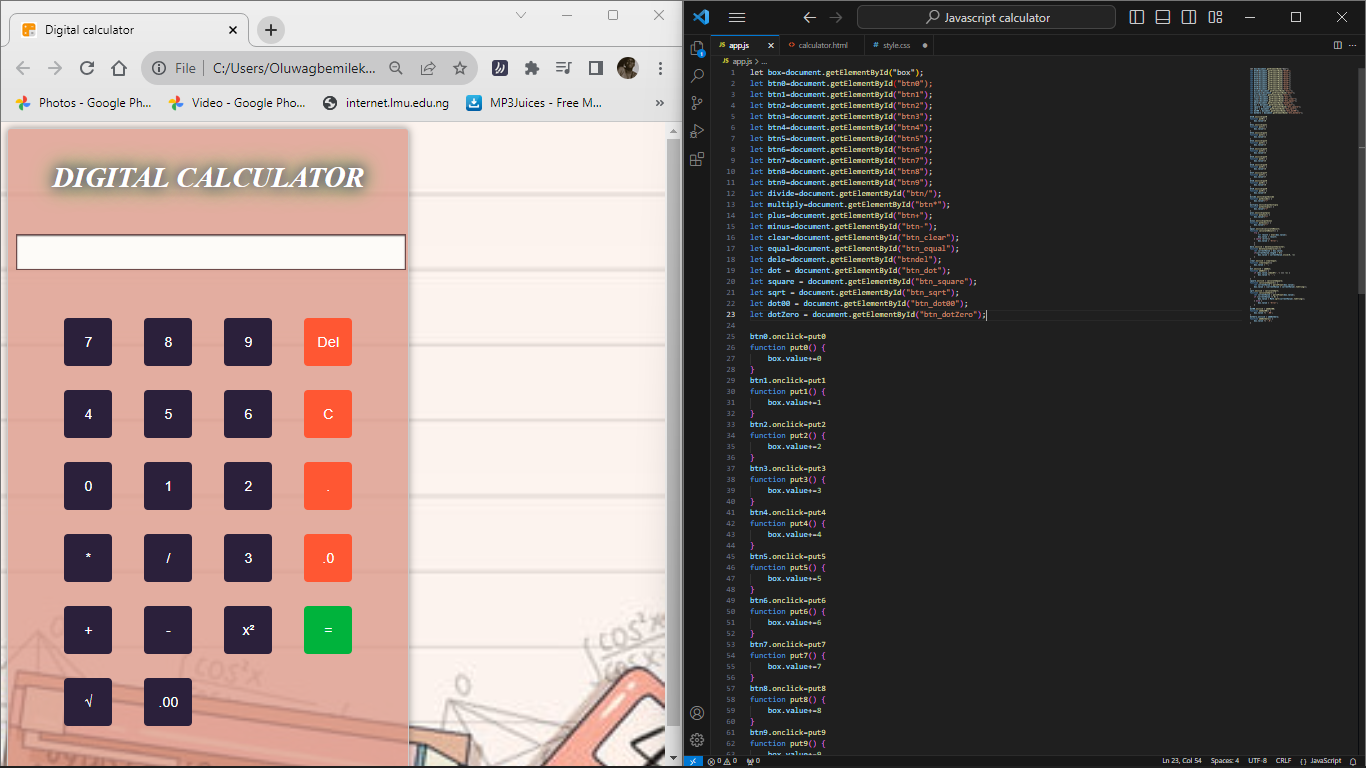 Digital calculator
File
C:/Users/Oluwagbemilek...
Photos - Google Ph...
Video - Google Pho...
internet.lmu.edu.ng
MP3Juices - Free M...
»
DIGITAL CALCULATOR
7 8 9 Del
4 5 6 C
0 1 2 .
* / 3 .0
+ - x² =
√ .00
cos²x
Javascript calculator
JS app.js
<> calculator.html
# style.css
JS app.js > ...
1 let box=document.getElementById("box");
2 let btn0=document.getElementById("btn0");
3 let btn1=document.getElementById("btn1");
4 let btn2=document.getElementById("btn2");
5 let btn3=document.getElementById("btn3");
6 let btn4=document.getElementById("btn4");
7 let btn5=document.getElementById("btn5");
8 let btn6=document.getElementById("btn6");
9 let btn7=document.getElementById("btn7");
10 let btn8=document.getElementById("btn8");
11 let btn9=document.getElementById("btn9");
12 let divide=document.getElementById("btn/");
13 let multiply=document.getElementById("btn*");
14 let plus=document.getElementById("btn+");
15 let minus=document.getElementById("btn-");
16 let clear=document.getElementById("btn_clear");
17 let equal=document.getElementById("btn_equal");
18 let dele=document.getElementById("btndel");
19 let dot = document.getElementById("btn_dot");
20 let square = document.getElementById("btn_square");
21 let sqrt = document.getElementById("btn_sqrt");
22 let dot00 = document.getElementById("btn_dot00");
23 let dotZero = document.getElementById("btn_dotZero");
24
25 btn0.onclick=put0
26 function put0() {
27 box.value+=0
28 }
29 btn1.onclick=put1
30 function put1() {
31 box.value+=1
32 }
33 btn2.onclick=put2
34 function put2() {
35 box.value+=2
36 }
37 btn3.onclick=put3
38 function put3() {
39 box.value+=3
40 }
41 btn4.onclick=put4
42 function put4() {
43 box.value+=4
44 }
45 btn5.onclick=put5
46 function put5() {
47 box.value+=5
48 }
49 btn6.onclick=put6
50 function put6() {
51 box.value+=6
52 }
53 btn7.onclick=put7
54 function put7() {
55 box.value+=7
56 }
57 btn8.onclick=put8
58 function put8() {
59 box.value+=8
60 }
61 btn9.onclick=put9
62 function put9() {
63 box.value+=9
0 0 0
Ln 23, Col 54 Spaces: 4 UTF-8 CRLF {} JavaScript